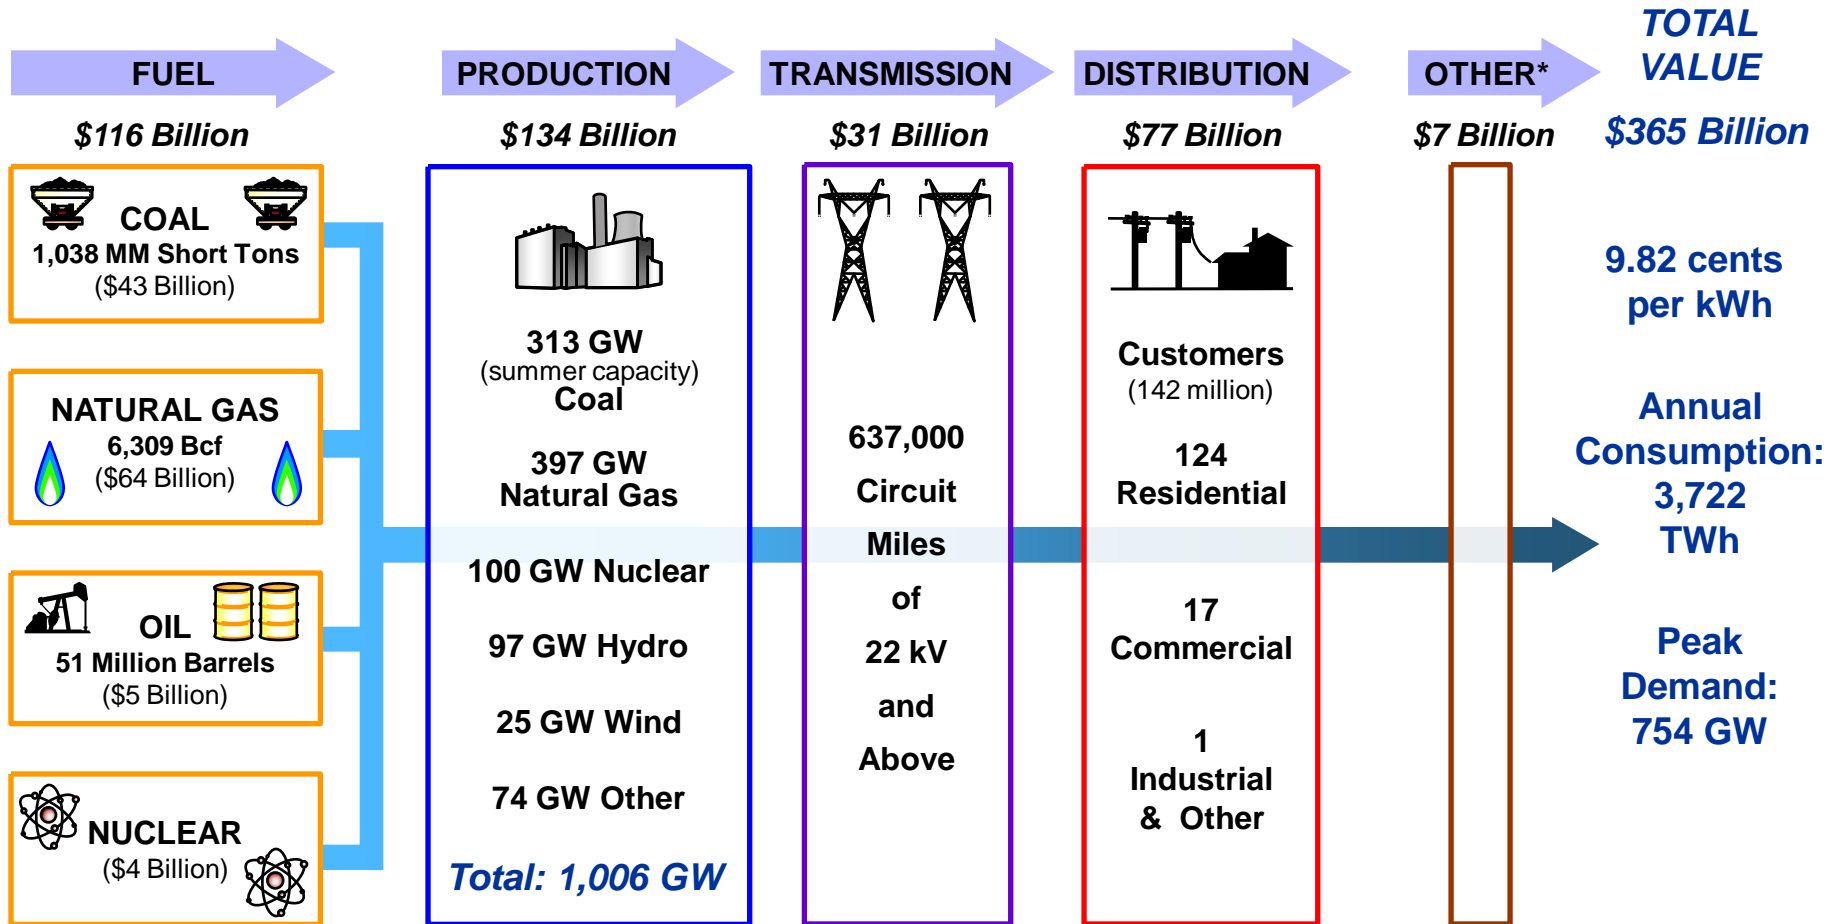 FUEL
$116 Billion
COAL
1,038 MM Short Tons
($43 Billion)
NATURAL GAS
6,309 Bcf
($64 Billion)
OIL
51 Million Barrels
($5 Billion)
NUCLEAR
($4 Billion)
PRODUCTION
$134 Billion
313 GW
(summer capacity)
Coal
397 GW
Natural Gas
100 GW Nuclear
97 GW Hydro
25 GW Wind
74 GW Other
Total: 1,006 GW
TRANSMISSION
$31 Billion
637,000
Circuit
Miles
of
22 kV
and
Above
DISTRIBUTION
$77 Billion
Customers
(142 million)
124
Residential
17
Commercial
1
Industrial
& Other
OTHER*
$7 Billion
TOTAL
VALUE
$365 Billion
9.82 cents
per kWh
Annual
Consumption:
3,722
TWh
Peak
Demand:
754 GW